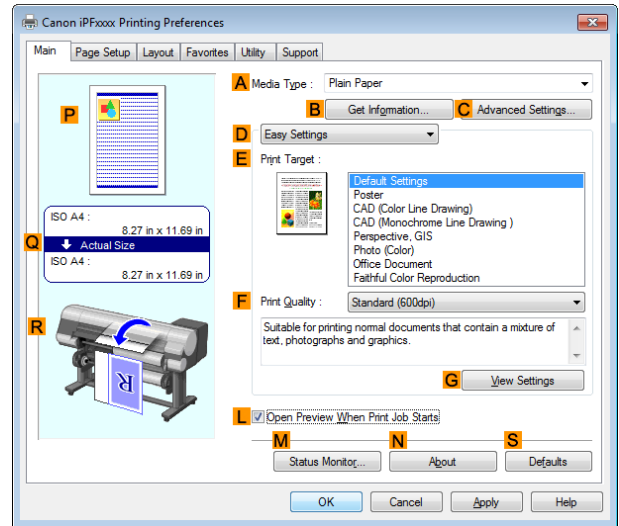 Canon iPFxxxx Printing Preferences
Main Page Setup Layout Favorites Utility Support
A Media Type : Plain Paper
B Get Information... C Advanced Settings...
D Easy Settings
E Print Target :
Default Settings
Poster
CAD (Color Line Drawing)
CAD (Monochrome Line Drawing )
Perspective, GIS
Photo (Color)
Office Document
Faithful Color Reproduction
P
ISO A4 :
8.27 in x 11.69 in
Q Actual Size
ISO A4 :
8.27 in x 11.69 in
F Print Quality : Standard (600dpi)
Suitable for printing normal documents that contain a mixture of
text, photographs and graphics.
R
R
G View Settings
L Open Preview When Print Job Starts
M N S
Status Monitor... About Defaults
OK Cancel Apply Help